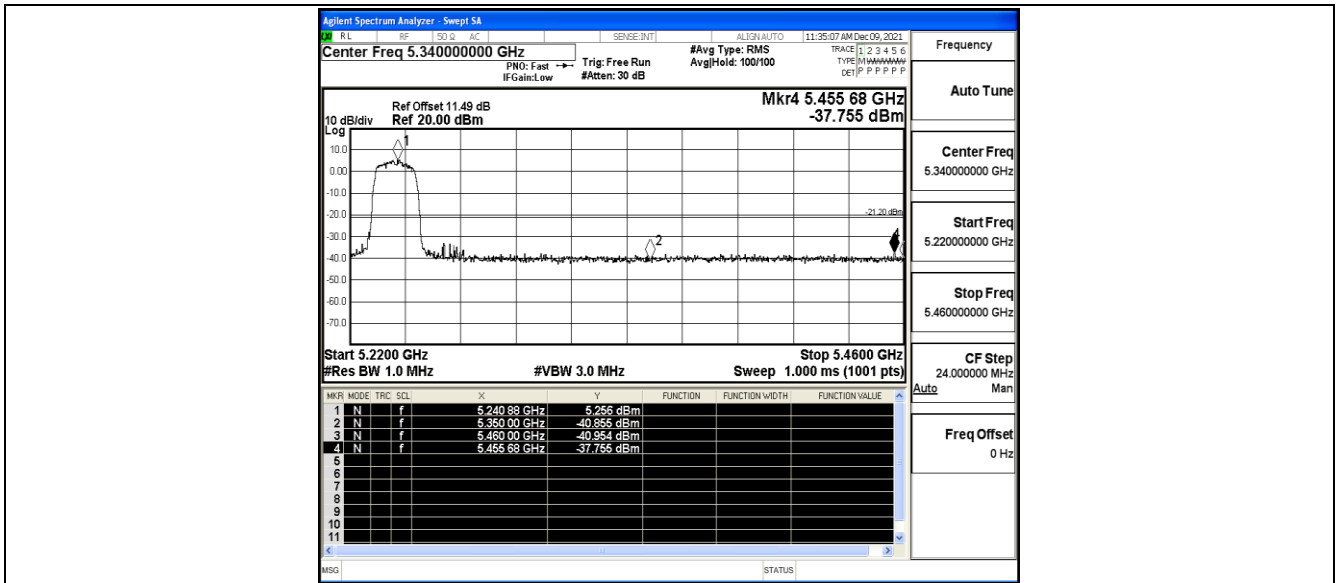 Agilent Spectrum Analyzer - Swept SA
RL RF 50 Ω AC SENSE:INT ALIGNAUTO 11:35:07 AM Dec 09, 2021
Center Freq 5.340000000 GHz
PNO: Fast
IFGain:Low
Trig: Free Run
#Atten: 30 dB
#Avg Type: RMS
Avg|Hold: 100/100
TRACE 1 2 3 4 5 6
TYPE M WWWWW
DET P P P P P P
Ref Offset 11.49 dB
Ref 20.00 dBm
10 dB/div
Log
Mkr4 5.455 68 GHz
-37.755 dBm
10.0
0.00
-10.0
-20.0
-30.0
-40.0
-50.0
-60.0
-70.0
1
2
4
-21.20 dBm
Start 5.2200 GHz
Stop 5.4600 GHz
#Res BW 1.0 MHz
#VBW 3.0 MHz
Sweep 1.000 ms (1001 pts)
MKR MODE TRC SCL X Y FUNCTION FUNCTION WIDTH FUNCTION VALUE
1 N f 5.240 88 GHz 5.256 dBm
2 N f 5.350 00 GHz -40.855 dBm
3 N f 5.460 00 GHz -40.954 dBm
4 N f 5.455 68 GHz -37.755 dBm
5
6
7
8
9
10
11
MSG
STATUS
Frequency
Auto Tune
Center Freq
5.340000000 GHz
Start Freq
5.220000000 GHz
Stop Freq
5.460000000 GHz
CF Step
24.000000 MHz
Auto Man
Freq Offset
0 Hz